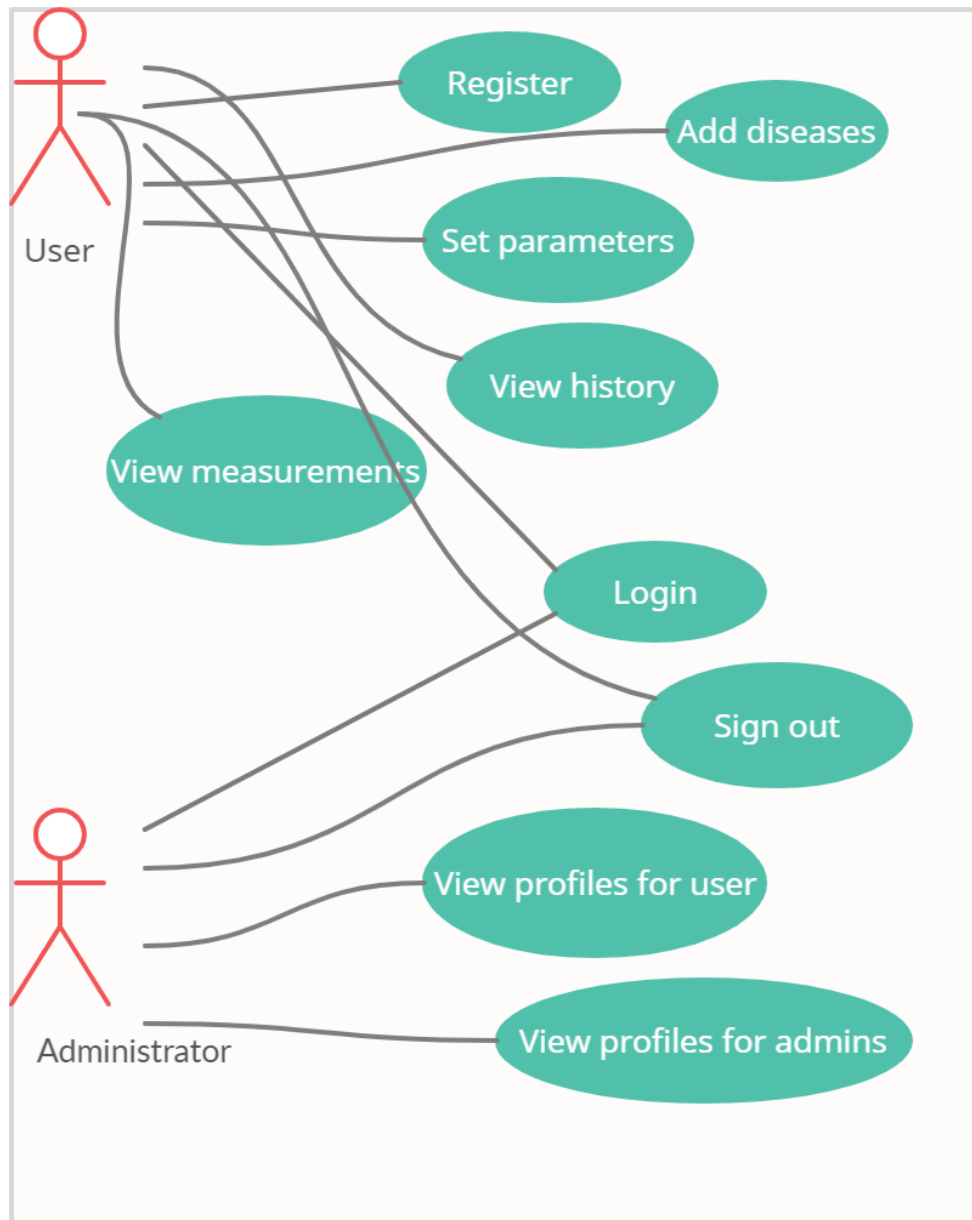 Register
Add diseases
User
Set parameters
View history
View measurements
Login
Sign out
View profiles for user
Administrator
View profiles for admins